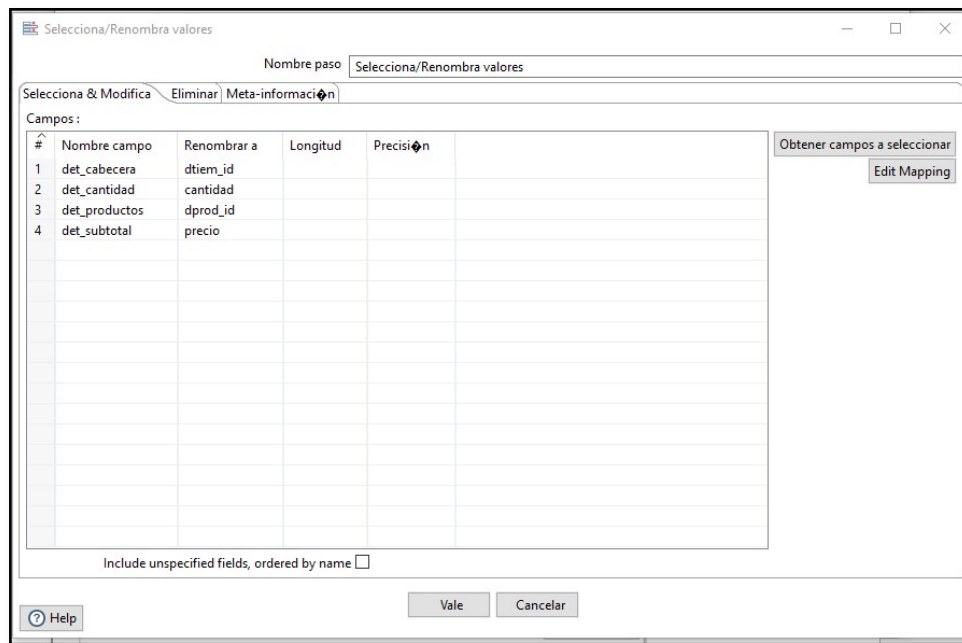 Selecciona/Renombra valores
Nombre paso Selecciona/Renombra valores
Selecciona & Modifica Eliminar Meta-informaci�n
Campos :
# Nombre campo Renombrar a Longitud Precisi�n
1 det_cabecera dtiem_id
2 det_cantidad cantidad
3 det_productos dprod_id
4 det_subtotal precio
Obtener campos a seleccionar
Edit Mapping
Include unspecified fields, ordered by name
Vale Cancelar
? Help